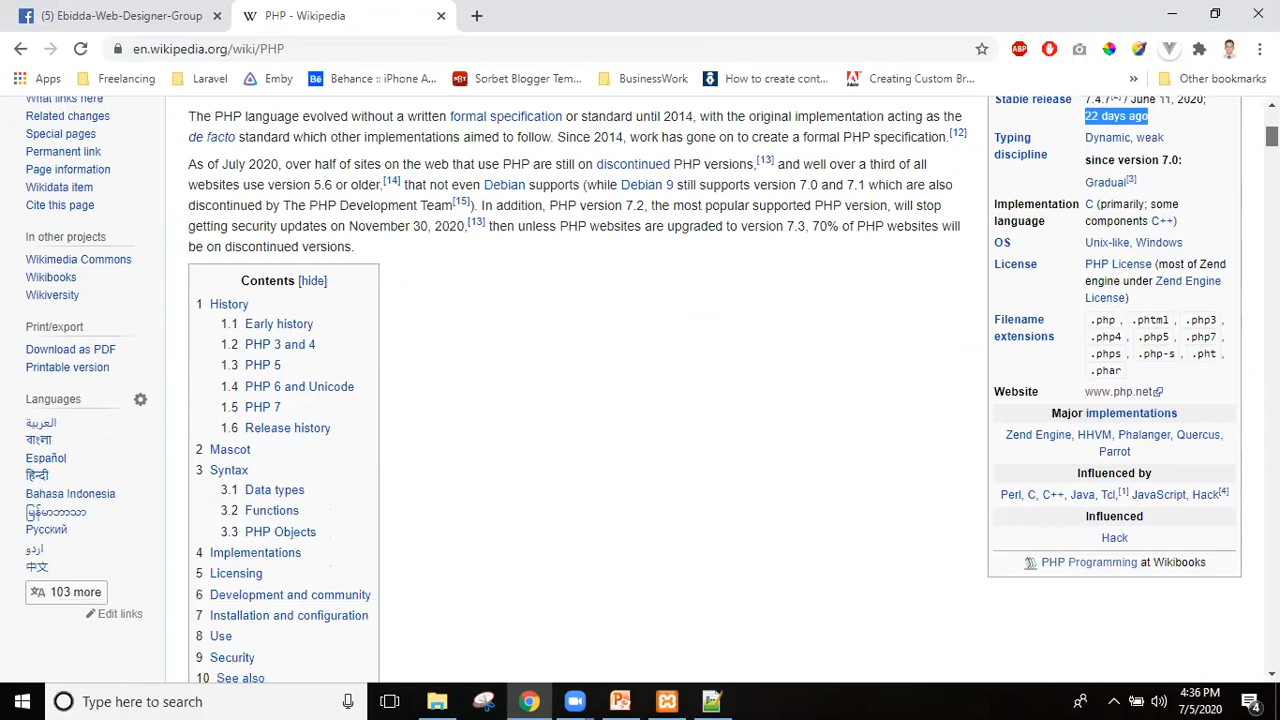 (5) Ebidda-Web-Designer-Group
PHP - Wikipedia
en.wikipedia.org/wiki/PHP
Apps
Freelancing
Laravel
Emby
Behance :: iPhone A...
Sorbet Blogger Tem...
BusinessWork
How to create cont...
Creating Custom Br...
Other bookmarks
What links here
Related changes
Special pages
Permanent link
Page information
Wikidata item
Cite this page
In other projects
Wikimedia Commons
Wikibooks
Wikiversity
Print/export
Download as PDF
Printable version
Languages
العربية
বাংলা
Español
हिन्दी
Bahasa Indonesia
မြန်မာဘာသာ
Русский
اردو
中文
103 more
Edit links
The PHP language evolved without a written formal specification or standard until 2014, with the original implementation acting as the
de facto standard which other implementations aimed to follow. Since 2014, work has gone on to create a formal PHP specification.[12]
As of July 2020, over half of sites on the web that use PHP are still on discontinued PHP versions,[13] and well over a third of all
websites use version 5.6 or older,[14] that not even Debian supports (while Debian 9 still supports version 7.0 and 7.1 which are also
discontinued by The PHP Development Team[15]). In addition, PHP version 7.2, the most popular supported PHP version, will stop
getting security updates on November 30, 2020,[13] then unless PHP websites are upgraded to version 7.3, 70% of PHP websites will
be on discontinued versions.
Contents [hide]
1 History
1.1 Early history
1.2 PHP 3 and 4
1.3 PHP 5
1.4 PHP 6 and Unicode
1.5 PHP 7
1.6 Release history
2 Mascot
3 Syntax
3.1 Data types
3.2 Functions
3.3 PHP Objects
4 Implementations
5 Licensing
6 Development and community
7 Installation and configuration
8 Use
9 Security
10 See also
Stable release 7.4.7[2] / June 11, 2020;
22 days ago
Typing Dynamic, weak
discipline since version 7.0:
Gradual[3]
Implementation C (primarily; some
language components C++)
OS Unix-like, Windows
License PHP License (most of Zend
engine under Zend Engine
License)
Filename .php, .phtml, .php3,
extensions .php4, .php5, .php7,
.phps, .php-s, .pht,
.phar
Website www.php.net
Major implementations
Zend Engine, HHVM, Phalanger, Quercus,
Parrot
Influenced by
Perl, C, C++, Java, Tcl,[1] JavaScript, Hack[4]
Influenced
Hack
PHP Programming at Wikibooks
Type here to search
4:36 PM
7/5/2020
4